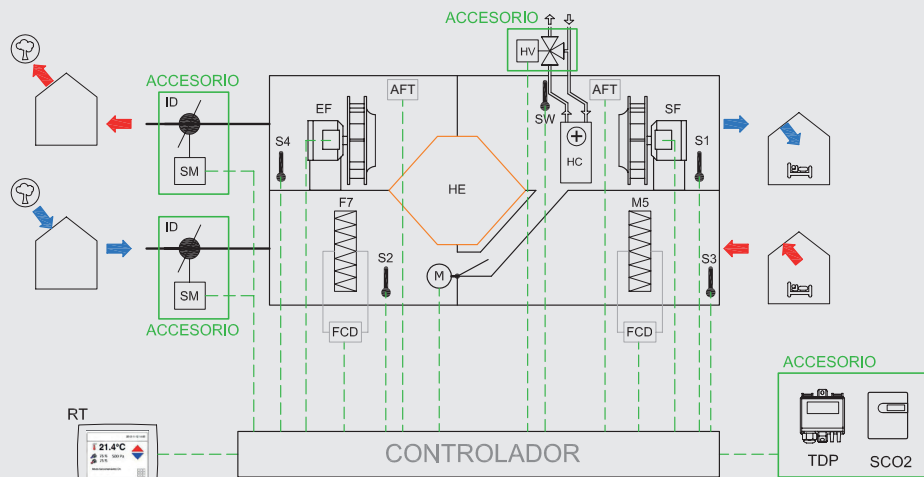 ACCESORIO
HV
ACCESORIO
ID
SM
EF
AFT
SW
AFT
SF
HC
S4
S1
HE
ID
SM
ACCESORIO
F7
S2
M
M5
S3
FCD
FCD
ACCESORIO
RT
21.4°C
CONTROLADOR
TDP
SCO2